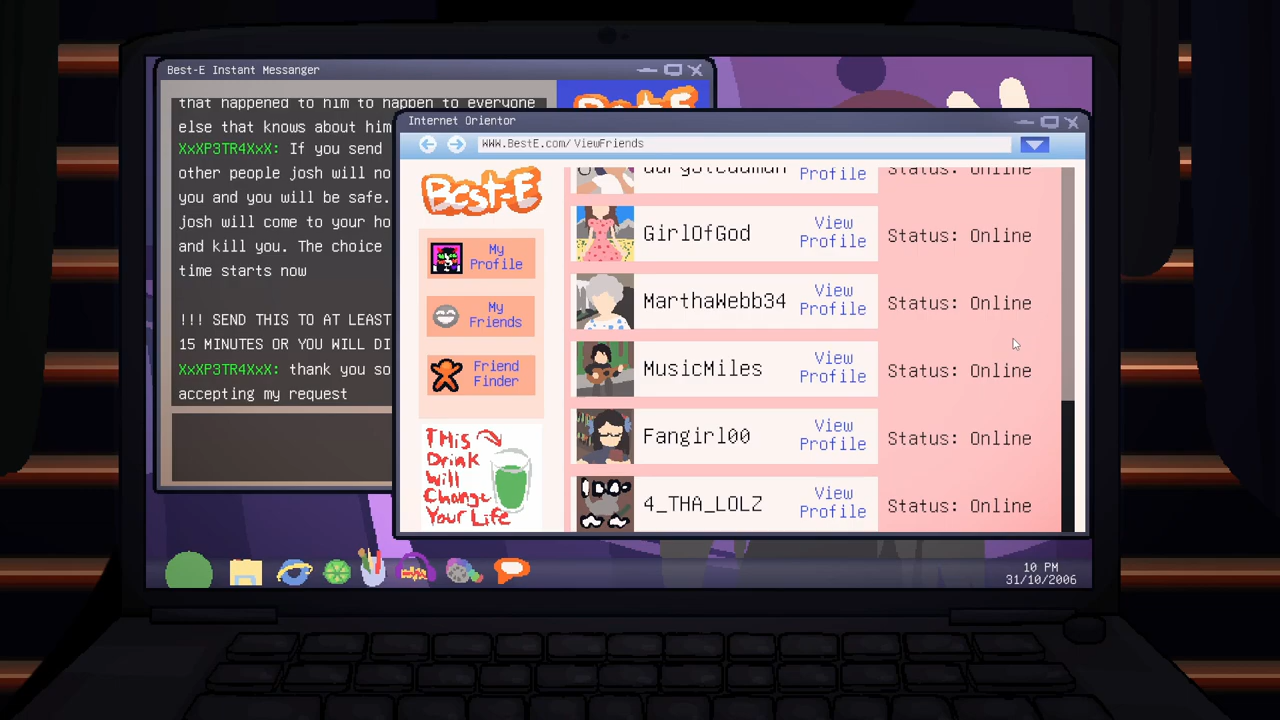 Best-E Instant Messanger
that happened to him to happen to everyone
else that knows about him
XxXP3TR4XxX: If you send
other people josh will no
you and you will be safe.
josh will come to your ho
and kill you. The choice
time starts now
!!! SEND THIS TO AT LEAST
15 MINUTES OR YOU WILL DI
XxXP3TR4XxX: thank you so
accepting my request
Best-E
Internet Orientor
WWW.BestE.com/ViewFriends
Best-E
My
Profile
My
Friends
Friend
Finder
THis
Drink
will
Change
Your Life
Profile
Status: Online
GirlOfGod
View
Profile
Status: Online
MarthaWebb34
View
Profile
Status: Online
MusicMiles
View
Profile
Status: Online
Fangirl00
View
Profile
Status: Online
4_THA_LOLZ
View
Profile
Status: Online
10 PM
31/10/2006